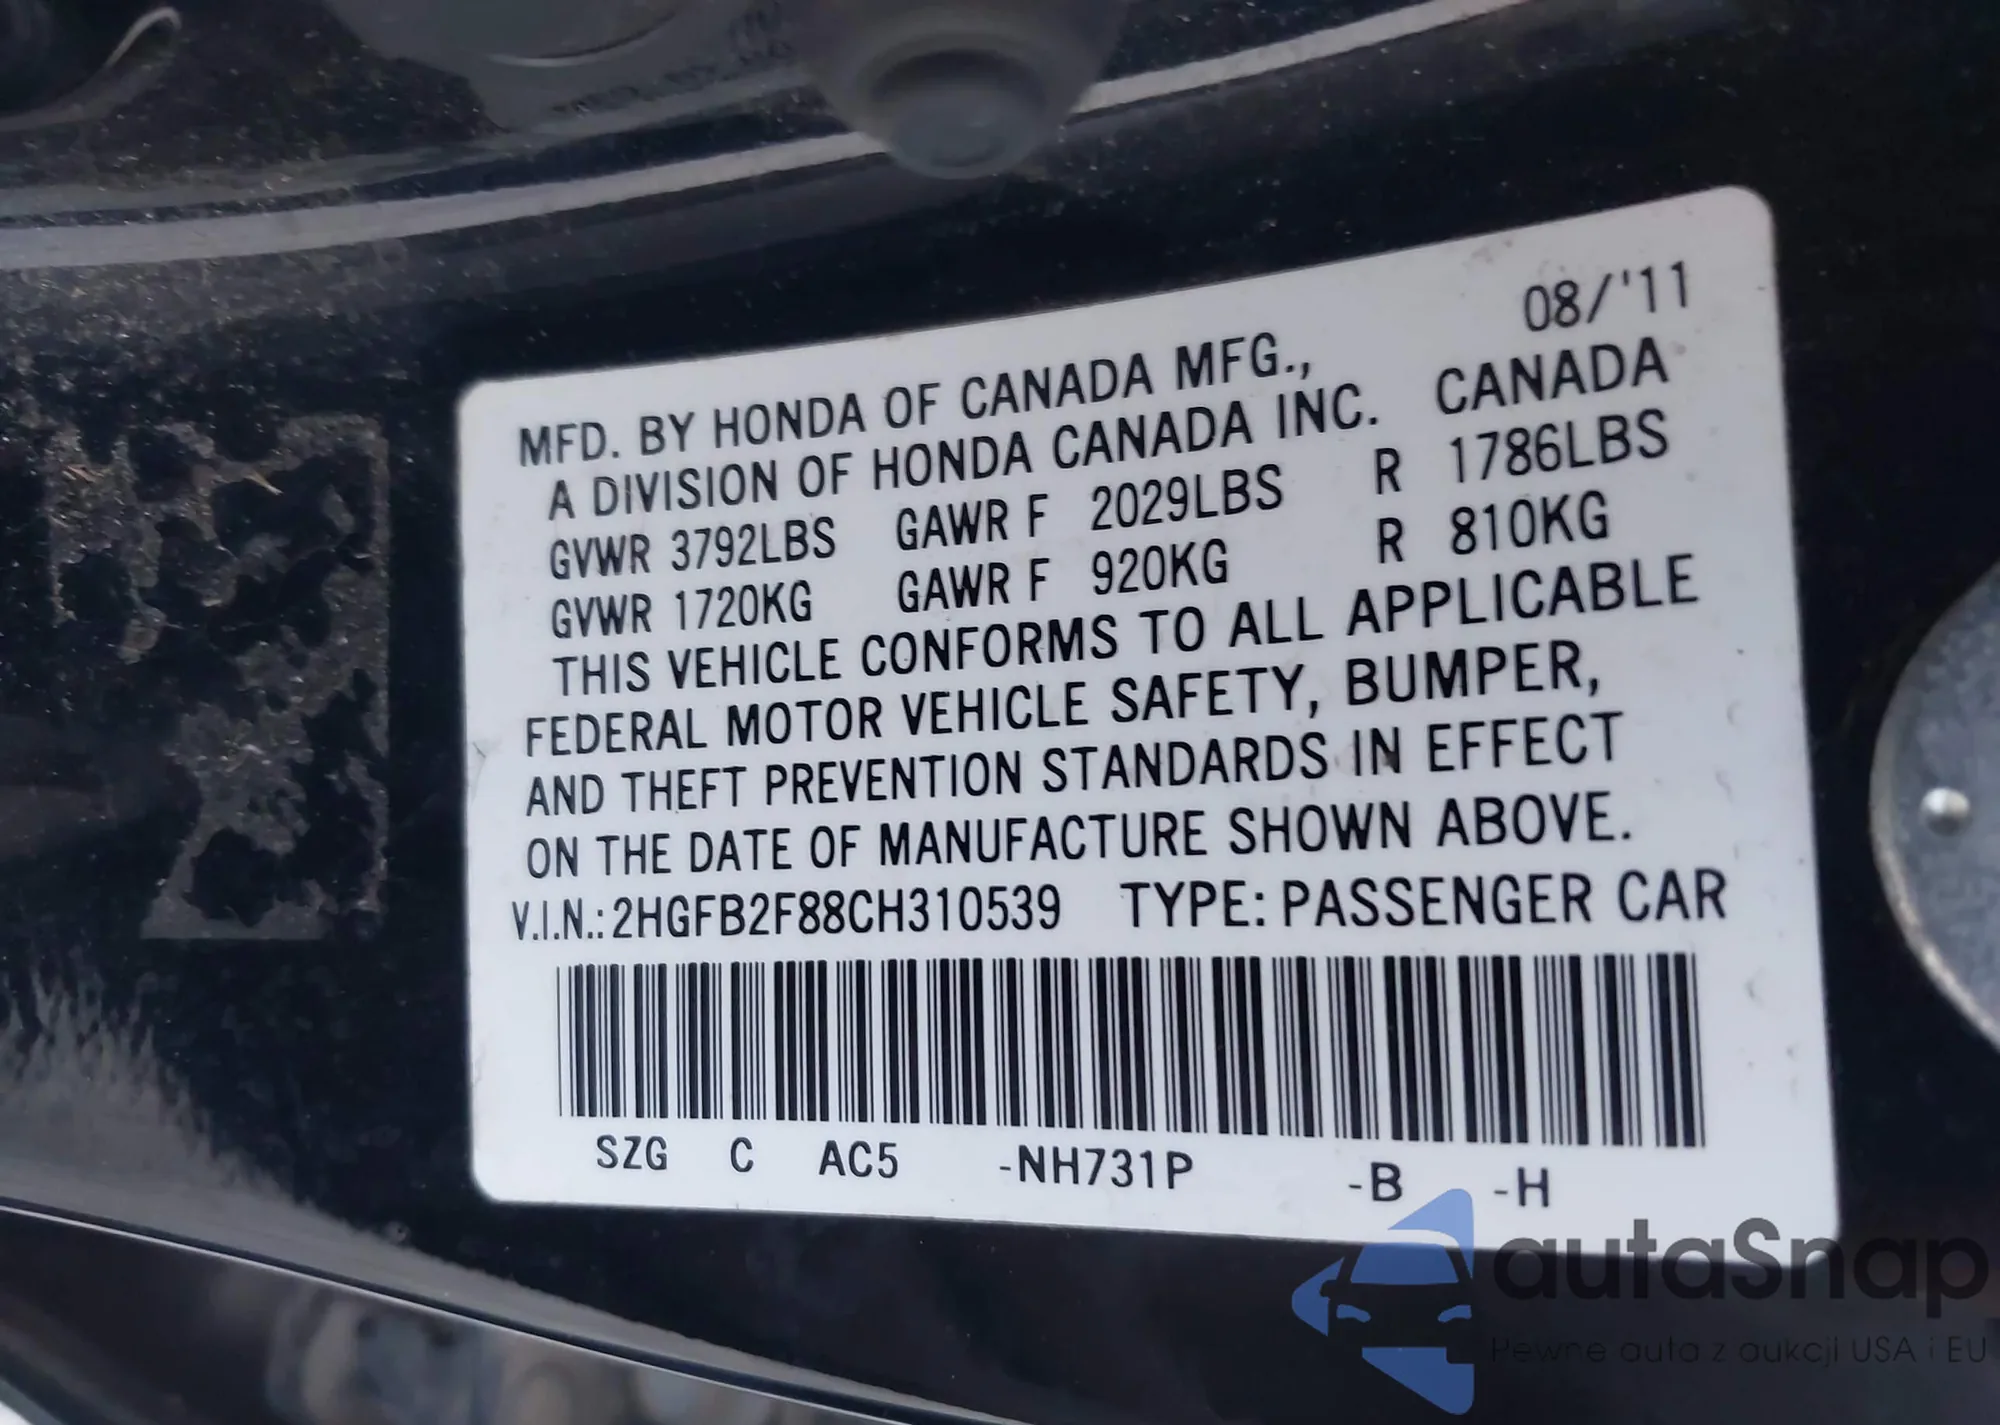 08/'11
MFD. BY HONDA OF CANADA MFG.,
A DIVISION OF HONDA CANADA INC. CANADA
GVWR 3792LBS GAWR F 2029LBS R 1786LBS
GVWR 1720KG GAWR F 920KG R 810KG
THIS VEHICLE CONFORMS TO ALL APPLICABLE
FEDERAL MOTOR VEHICLE SAFETY, BUMPER,
AND THEFT PREVENTION STANDARDS IN EFFECT
ON THE DATE OF MANUFACTURE SHOWN ABOVE.
V.I.N.: 2HGFB2F88CH310539 TYPE: PASSENGER CAR
SZG C AC5 -NH731P -B -H
autaSnap
Pewne auta z aukcji USA i EU